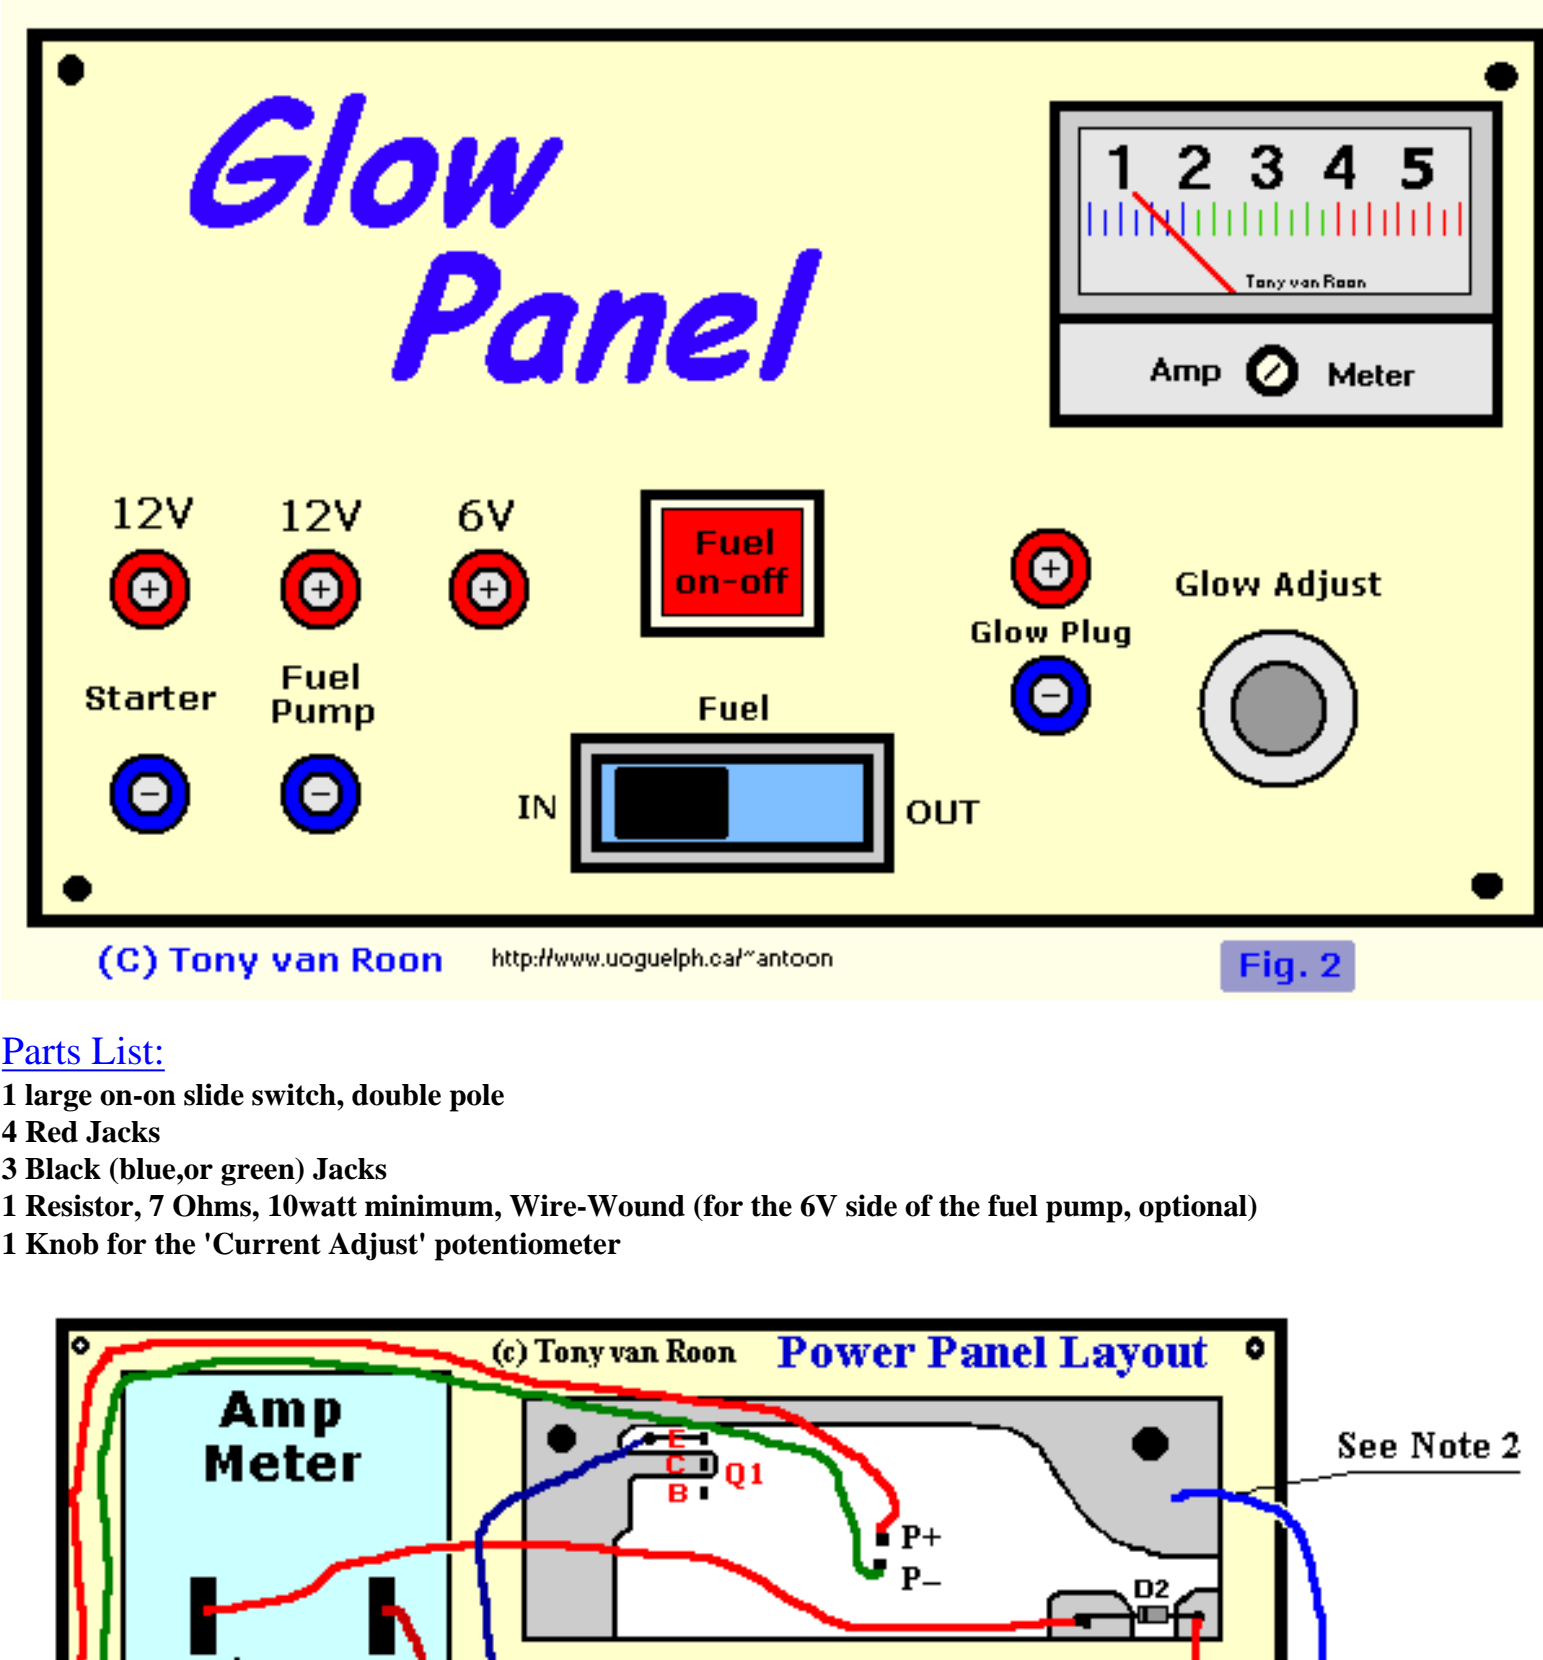 Glow
Panel
1 2 3 4 5
Tony van Roon
Amp Meter
12V 12V 6V
+ + +
Fuel
on-off
+
Glow Plug
−
Glow Adjust
Starter
Fuel
Pump
− −
Fuel
IN OUT
(C) Tony van Roon http://www.uoguelph.ca/~antoon Fig. 2
Parts List:
1 large on-on slide switch, double pole
4 Red Jacks
3 Black (blue,or green) Jacks
1 Resistor, 7 Ohms, 10watt minimum, Wire-Wound (for the 6V side of the fuel pump, optional)
1 Knob for the 'Current Adjust' potentiometer
(c) Tony van Roon Power Panel Layout
Amp
Meter
E
C
B
Q1
See Note 2
P+
P−
D2